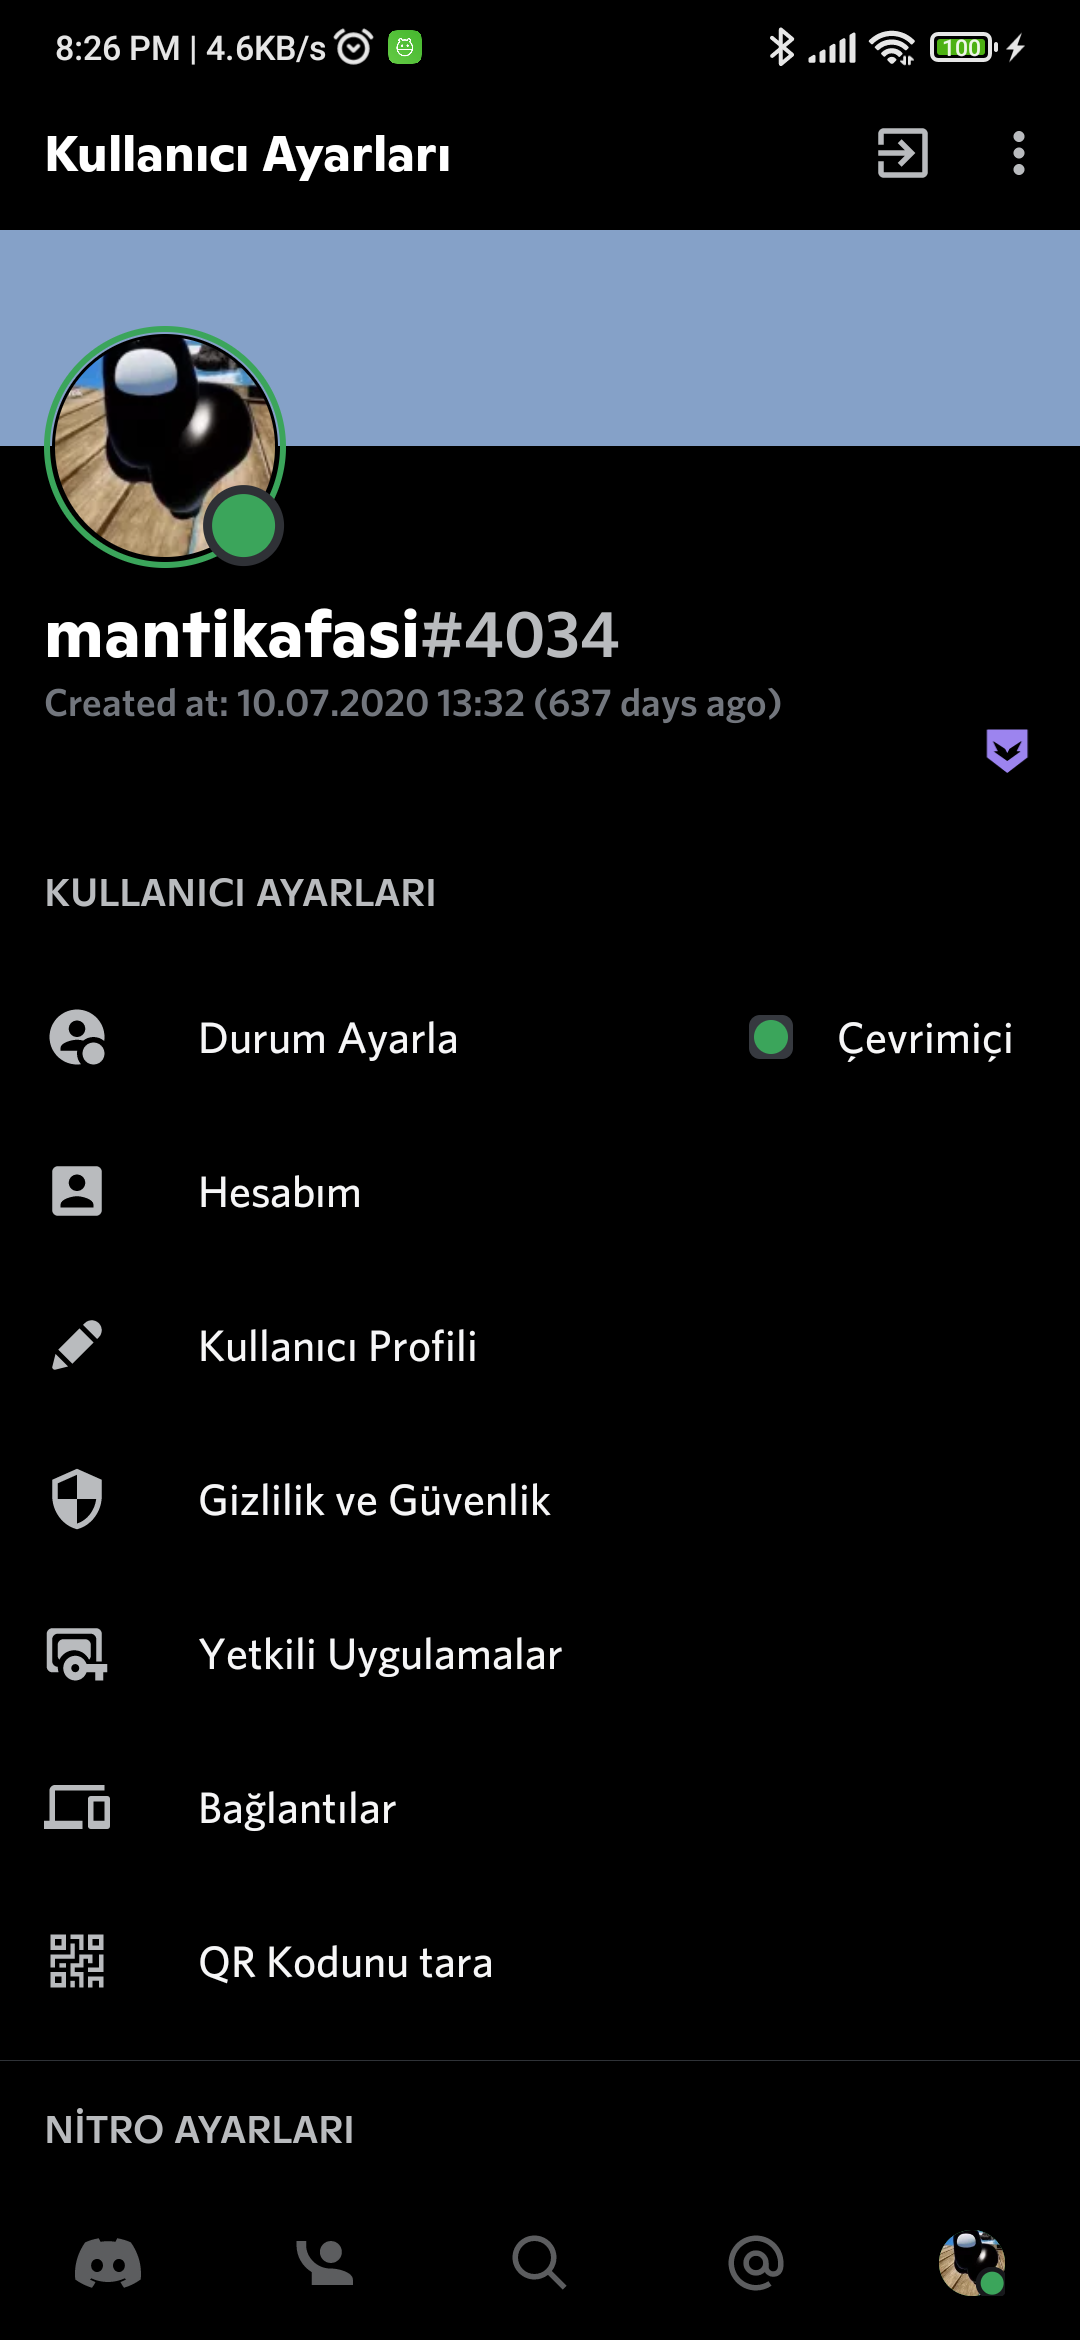 8:26 PM | 4.6KB/s
100
Kullanıcı Ayarları
mantikafasi#4034
Created at: 10.07.2020 13:32 (637 days ago)
KULLANICI AYARLARI
Durum Ayarla
Çevrimiçi
Hesabım
Kullanıcı Profili
Gizlilik ve Güvenlik
Yetkili Uygulamalar
Bağlantılar
QR Kodunu tara
NİTRO AYARLARI